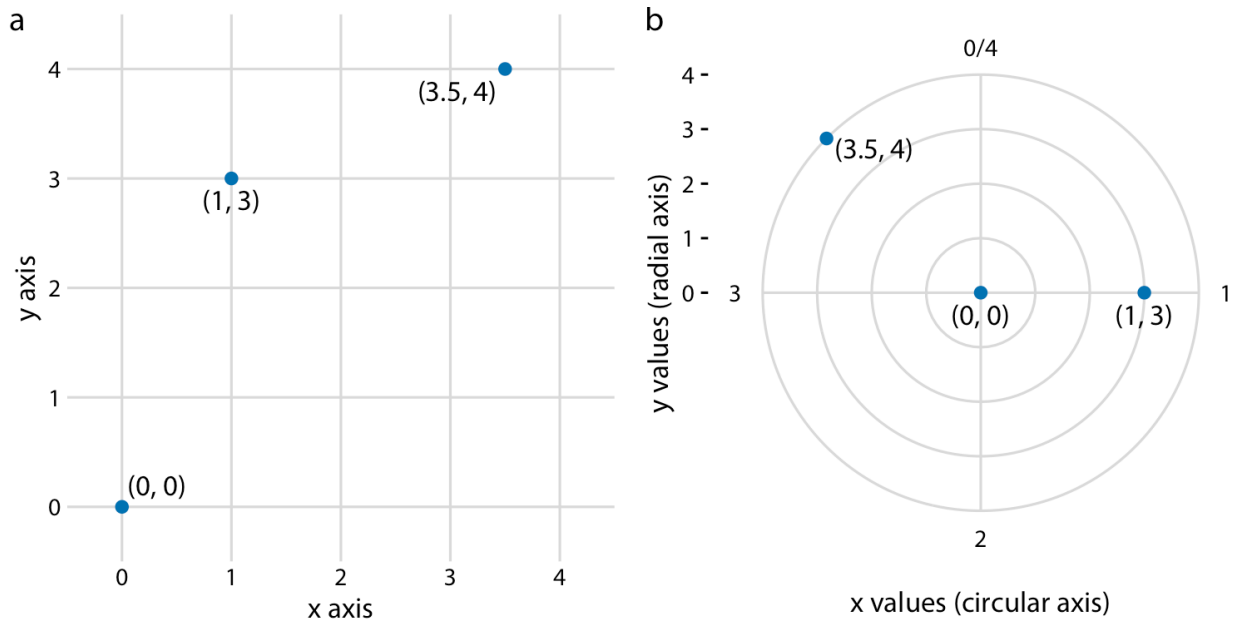 a
y axis
4
3
2
1
0
(3.5, 4)
(1, 3)
(0, 0)
0 1 2 3 4
x axis
b
y values (radial axis)
4
3
2
1
0
0/4
(3.5, 4)
3
1
(0, 0)
(1, 3)
2
x values (circular axis)